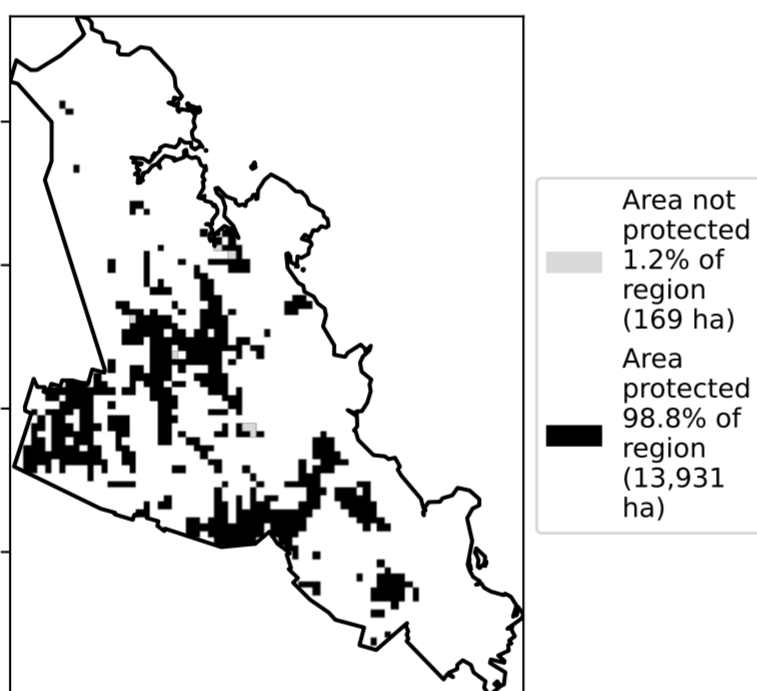 Area not
protected
1.2% of
region
(169 ha)
Area
protected
98.8% of
region
(13,931
ha)